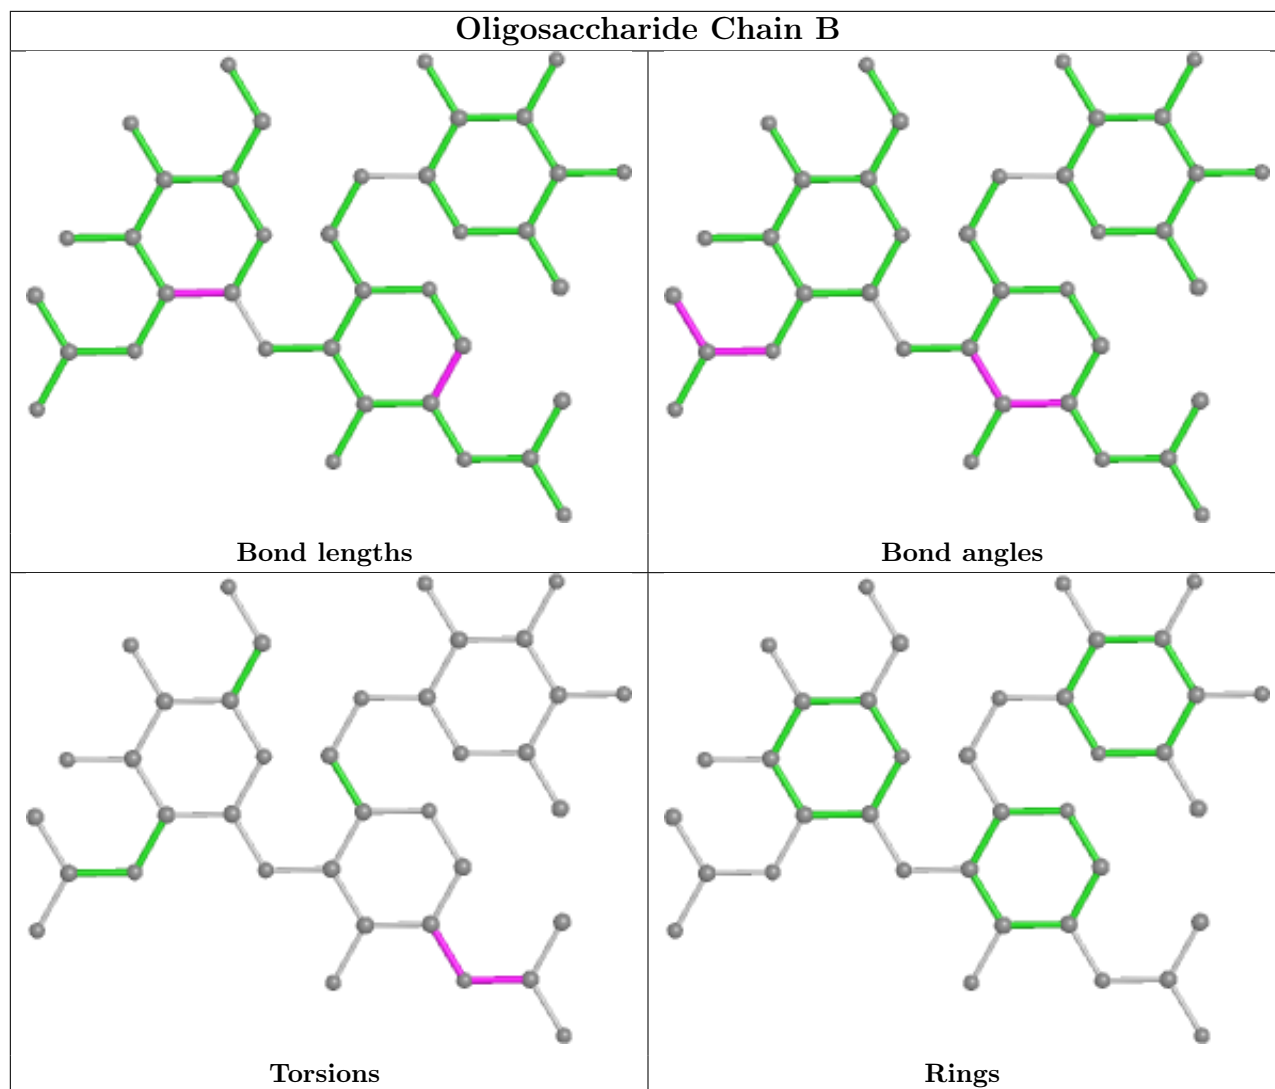 Oligosaccharide Chain B
Bond lengths
Bond angles
Torsions
Rings